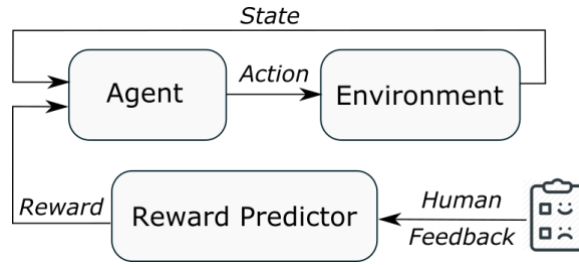 State
Agent
Action
Environment
Reward
Reward Predictor
Human
Feedback